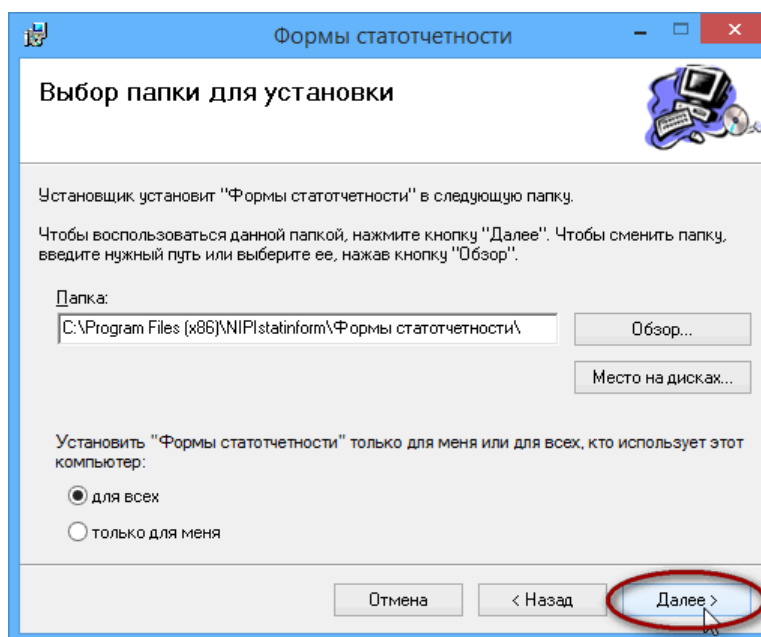 Формы статотчетности
Выбор папки для установки
Установщик установит "Формы статотчетности" в следующую папку.
Чтобы воспользоваться данной папкой, нажмите кнопку "Далее". Чтобы сменить папку,
введите нужный путь или выберите ее, нажав кнопку "Обзор".
Папка:
C:\Program Files (x86)\NIPIstatinform\Формы статотчетности\
Обзор...
Место на дисках...
Установить "Формы статотчетности" только для меня или для всех, кто использует этот
компьютер:
для всех
только для меня
Отмена
< Назад
Далее >